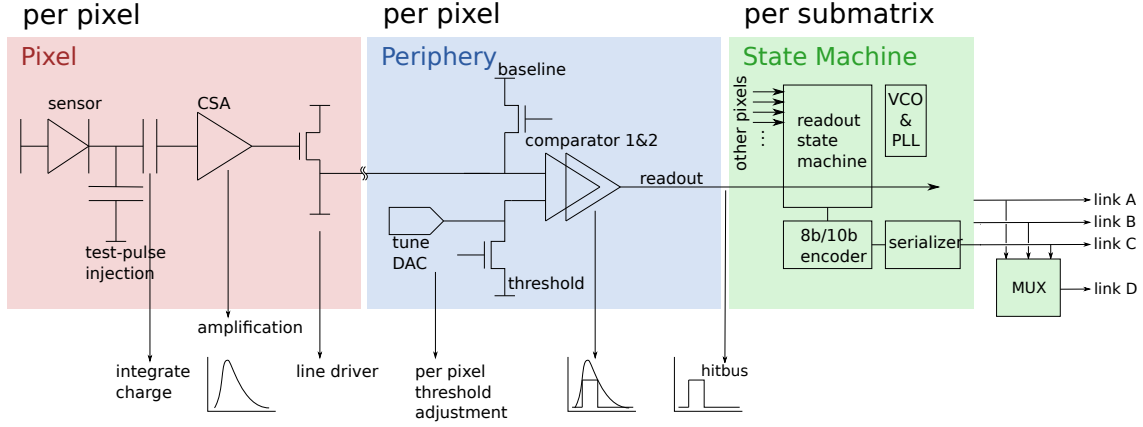 per pixel
per pixel
per submatrix
Pixel
Periphery
State Machine
sensor
CSA
test-pulse
injection
baseline
comparator 1&2
readout
tune
DAC
threshold
other pixels
...
readout
state
machine
VCO
&
PLL
8b/10b
encoder
serializer
link A
link B
link C
MUX
link D
amplification
integrate
charge
line driver
per pixel
threshold
adjustment
hitbus